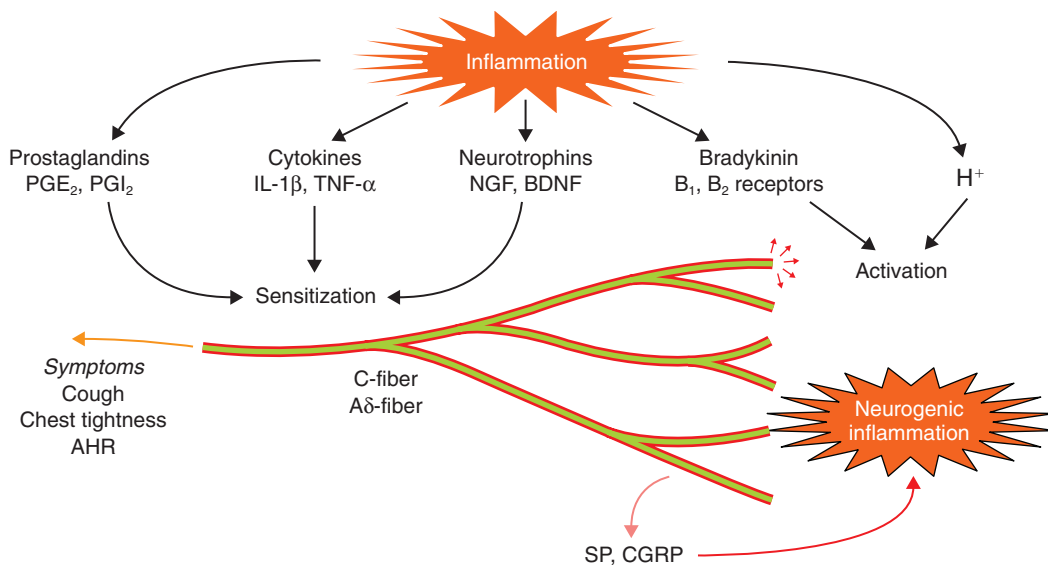 Inflammation
Prostaglandins
PGE₂, PGI₂
Cytokines
IL-1β, TNF-α
Neurotrophins
NGF, BDNF
Bradykinin
B₁, B₂ receptors
H⁺
Activation
Sensitization
Symptoms
Cough
Chest tightness
AHR
C-fiber
Aδ-fiber
Neurogenic
inflammation
SP, CGRP